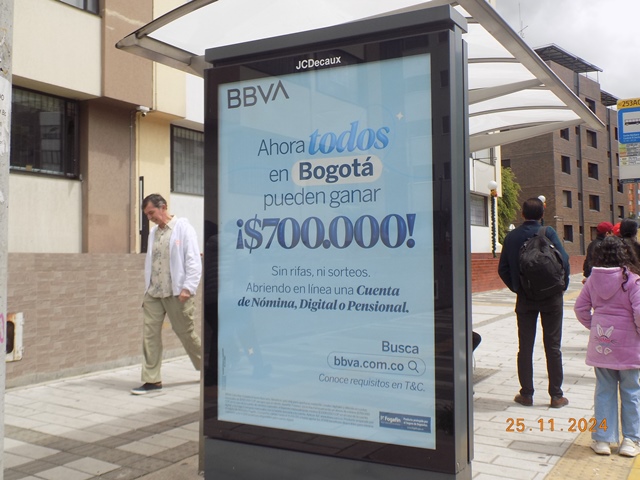 JCDecaux
BBVA
Ahora todos
en Bogotá
pueden ganar
¡$700.000!
Sin rifas, ni sorteos.
Abriendo en línea una Cuenta
de Nómina, Digital o Pensional.
Busca
bbva.com.co
Conoce requisitos en T&C.
Fogafín
25. 11. 2024